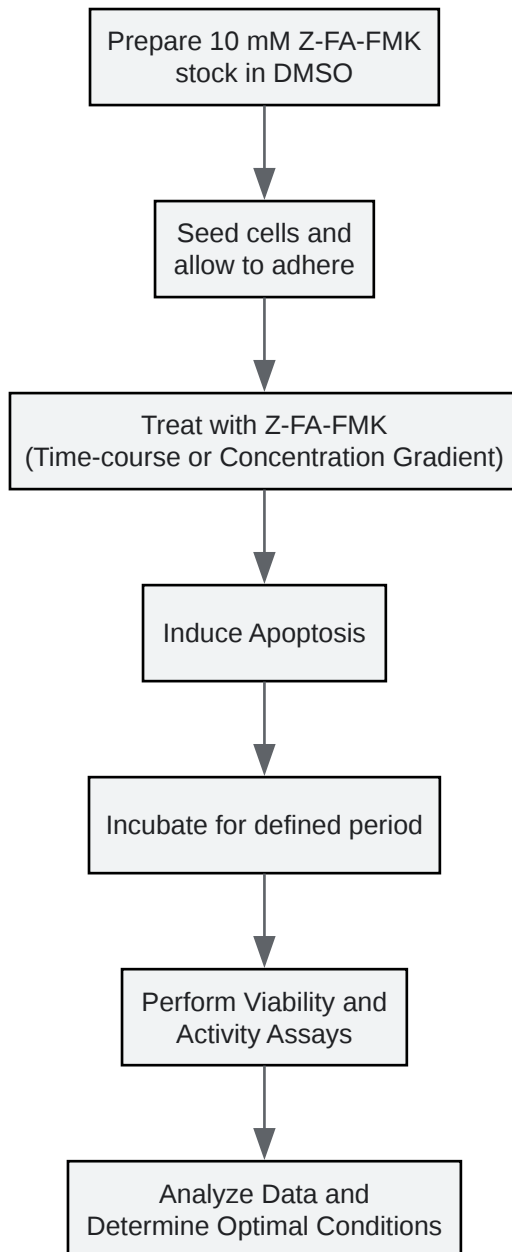 Prepare 10 mM Z-FA-FMK
stock in DMSO
Seed cells and
allow to adhere
Treat with Z-FA-FMK
(Time-course or Concentration Gradient)
Induce Apoptosis
Incubate for defined period
Perform Viability and
Activity Assays
Analyze Data and
Determine Optimal Conditions